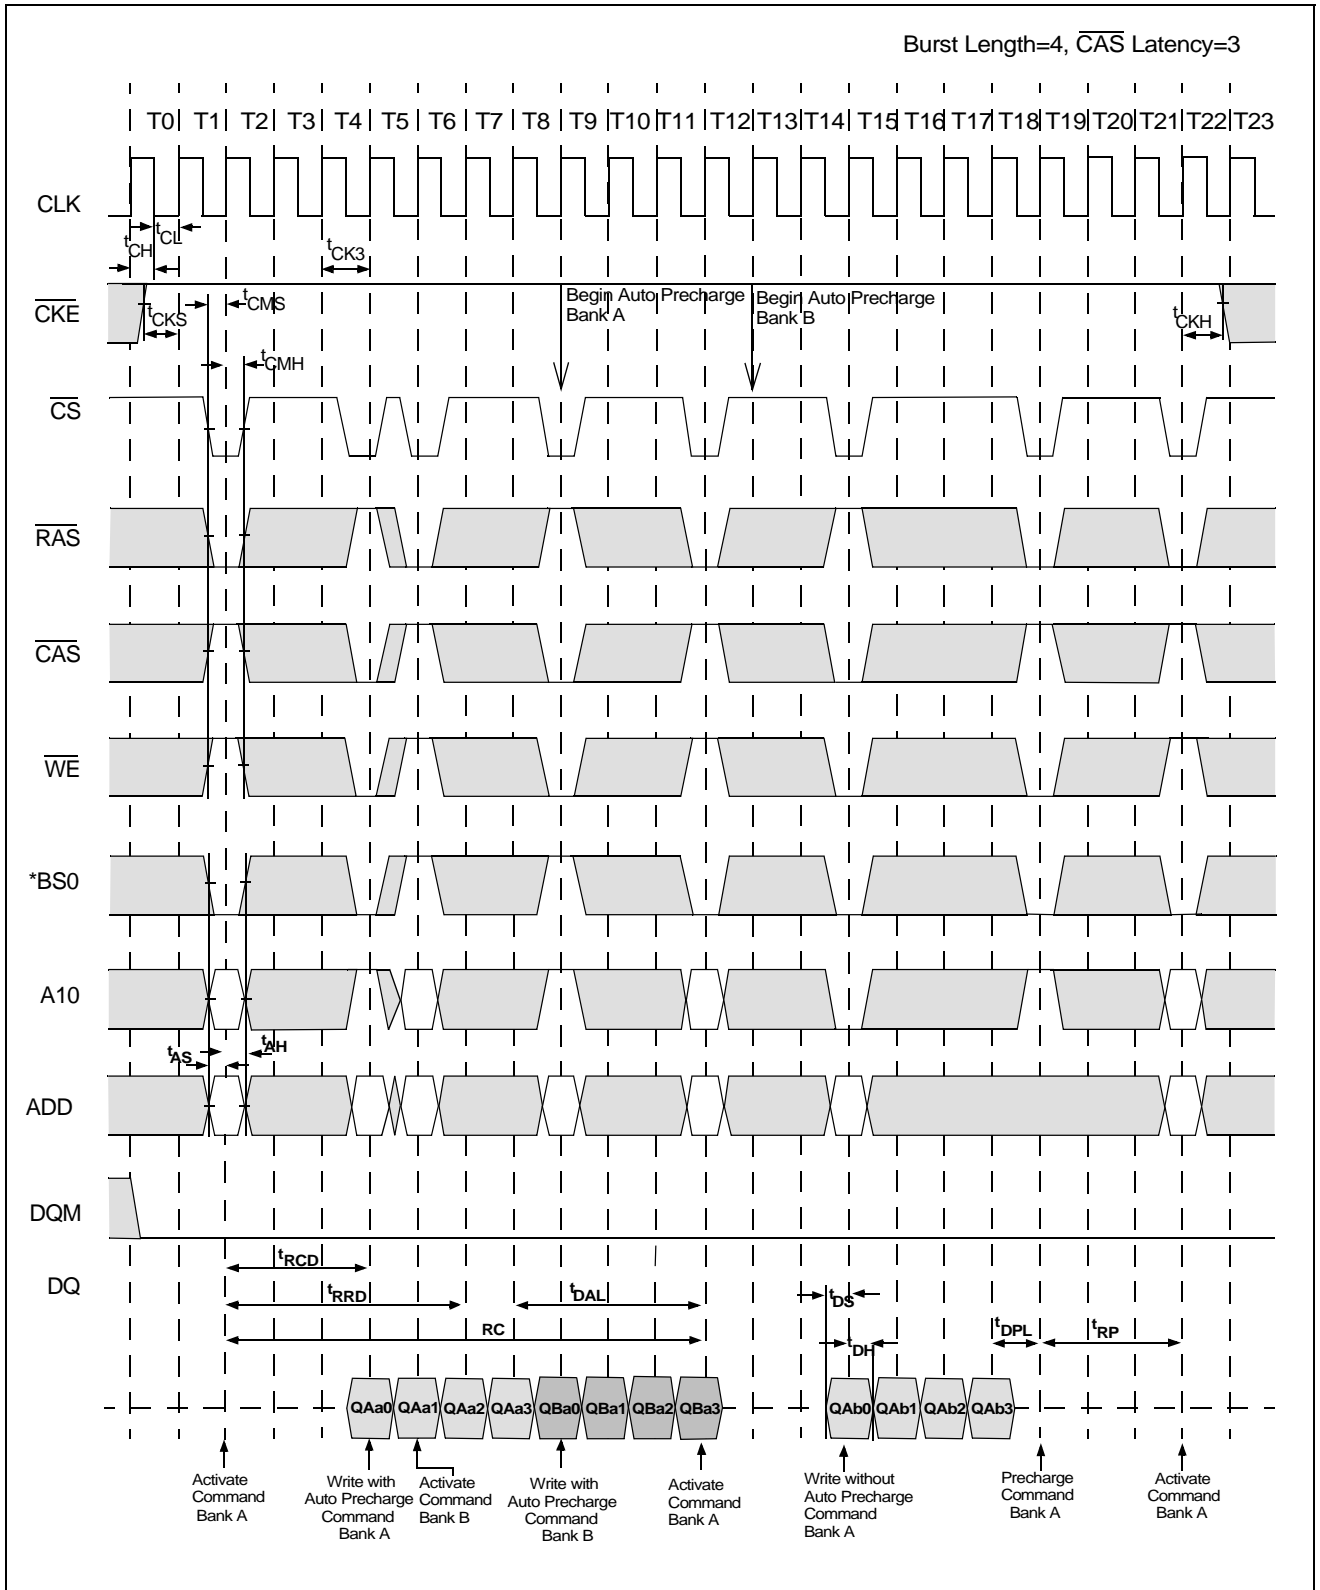 Burst Length=4, CAS Latency=3
T0 T1 T2 T3 T4 T5 T6 T7 T8 T9 T10 T11 T12 T13 T14 T15 T16 T17 T18 T19 T20 T21 T22 T23
CLK
tCH
tCL
tCK3
CKE
tCKS
tCMS
tCMH
Begin Auto Precharge
Bank A
Begin Auto Precharge
Bank B
tCKH
CS
RAS
CAS
WE
*BS0
A10
tAS
tAH
ADD
DQM
DQ
tRCD
tRRD
tDAL
RC
tDS
tDH
tDPL
tRP
QAa0 QAa1 QAa2 QAa3 QBa0 QBa1 QBa2 QBa3 QAb0 QAb1 QAb2 QAb3
Activate
Command
Bank A
Write with
Auto Precharge
Command
Bank A
Activate
Command
Bank B
Write with
Auto Precharge
Command
Bank B
Activate
Command
Bank A
Write without
Auto Precharge
Command
Bank A
Precharge
Command
Bank A
Activate
Command
Bank A